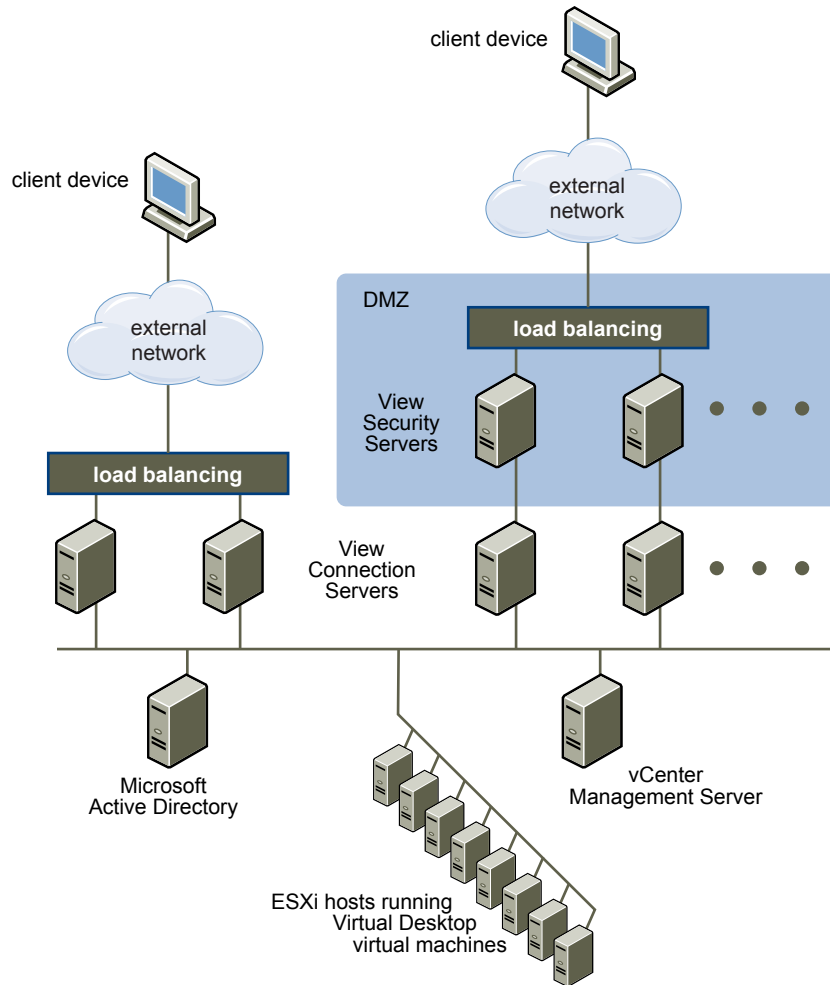 client device
client device
external
network
external
network
DMZ
load balancing
View
Security
Servers
load balancing
View
Connection
Servers
Microsoft
Active Directory
vCenter
Management Server
ESXi hosts running
Virtual Desktop
virtual machines